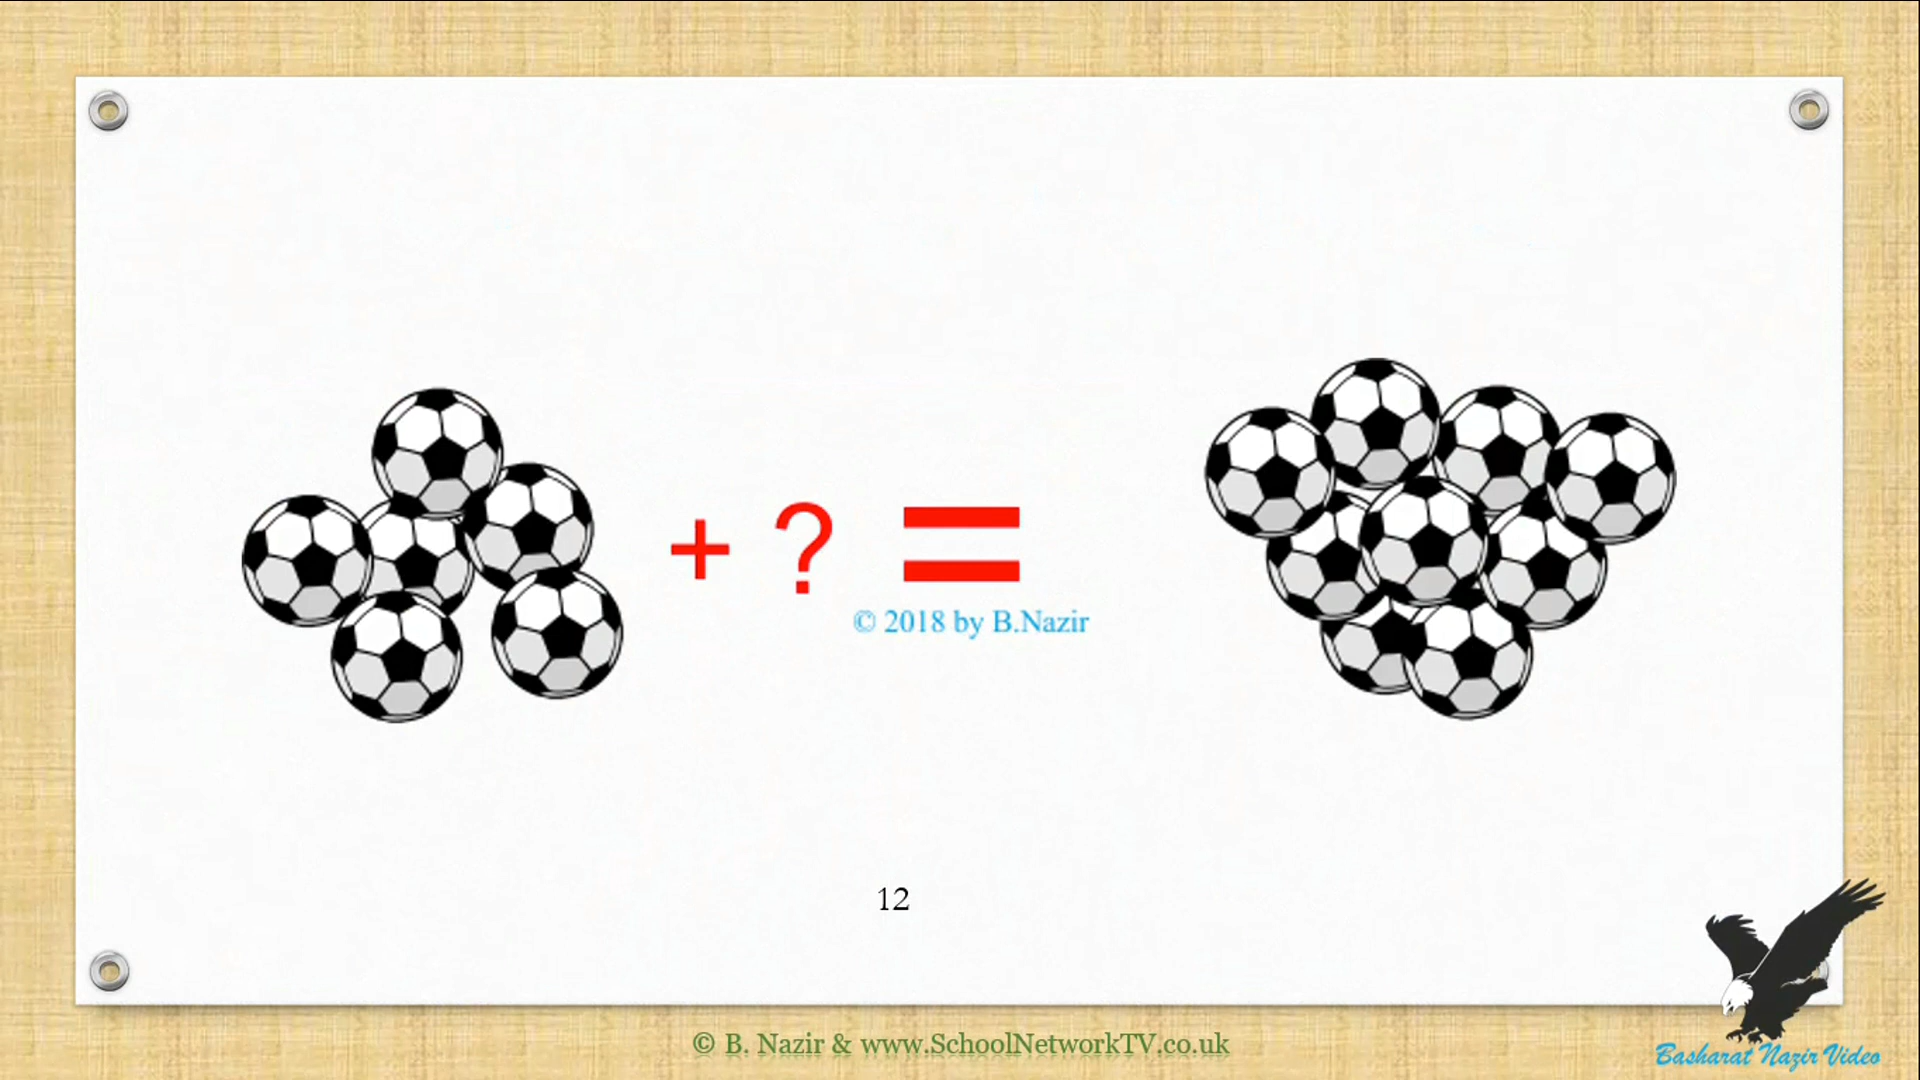 + ? =
© 2018 by B.Nazir
12
© B. Nazir & www.SchoolNetworkTV.co.uk
Basharat Nazir Video